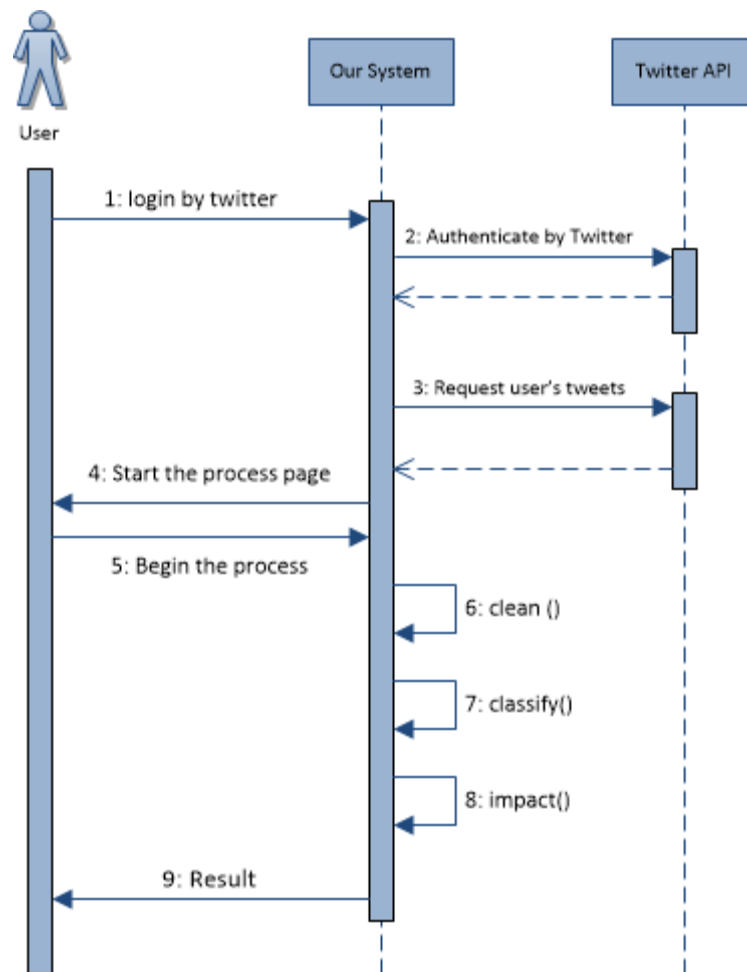 Our System
Twitter API
User
1: login by twitter
2: Authenticate by Twitter
3: Request user's tweets
4: Start the process page
5: Begin the process
6: clean ()
7: classify()
8: impact()
9: Result